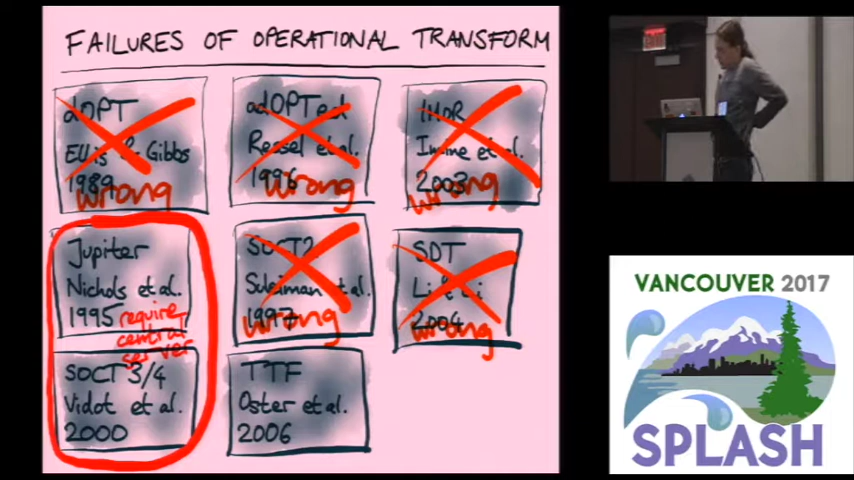 FAILURES OF OPERATIONAL TRANSFORM
dOPT
Ellis & Gibbs
1989
wrong
adOPTed
Ressel et al.
1996
wrong
IMOR
Imine et al.
2003
wrong
Jupiter
Nichols et al.
1995
require
central
server
SOCT2
Suleiman et al.
1997
wrong
SDT
Li & Li
2004
wrong
SOCT 3/4
Vidot et al.
2000
TTF
Oster et al.
2006
EXIT
VANCOUVER 2017
SPLASH